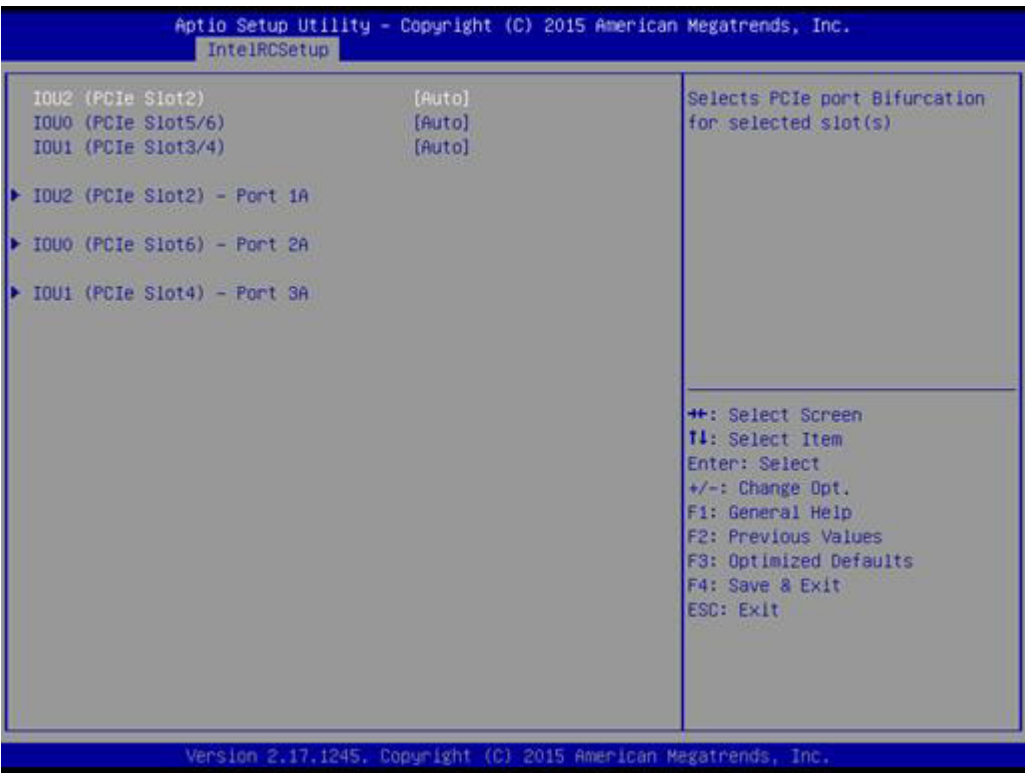 Aptio Setup Utility – Copyright (C) 2015 American Megatrends, Inc.
IntelRCSetup
IOU2 (PCIe Slot2) [Auto]
IOU0 (PCIe Slot5/6) [Auto]
IOU1 (PCIe Slot3/4) [Auto]
IOU2 (PCIe Slot2) – Port 1A
IOU0 (PCIe Slot6) – Port 2A
IOU1 (PCIe Slot4) – Port 3A
Selects PCIe port Bifurcation
for selected slot(s)
→←: Select Screen
↑↓: Select Item
Enter: Select
+/-: Change Opt.
F1: General Help
F2: Previous Values
F3: Optimized Defaults
F4: Save & Exit
ESC: Exit
Version 2.17.1245. Copyright (C) 2015 American Megatrends, Inc.